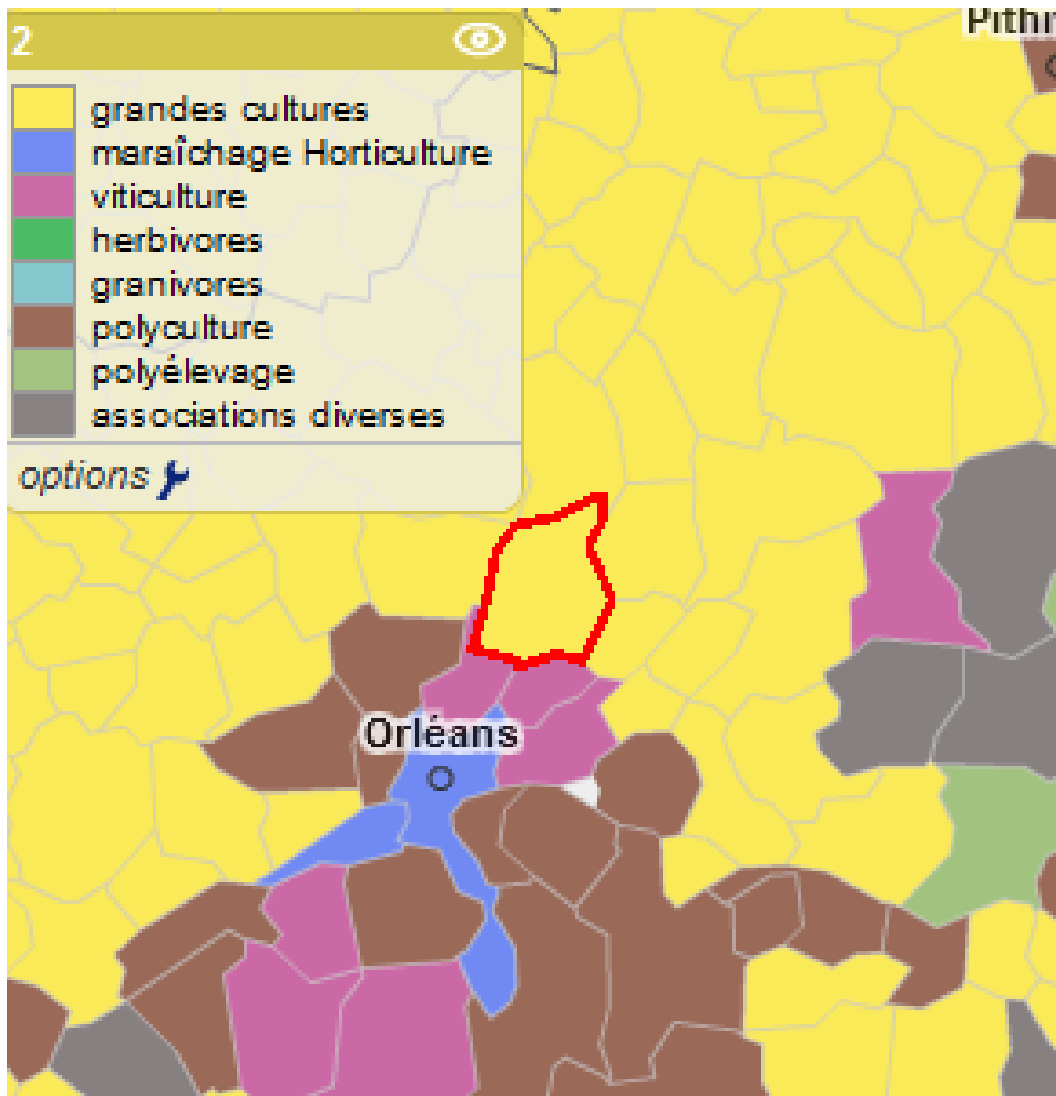 2
grandes cultures
maraîchage Horticulture
viticulture
herbivores
granivores
polyculture
polyélevage
associations diverses
options
Orléans